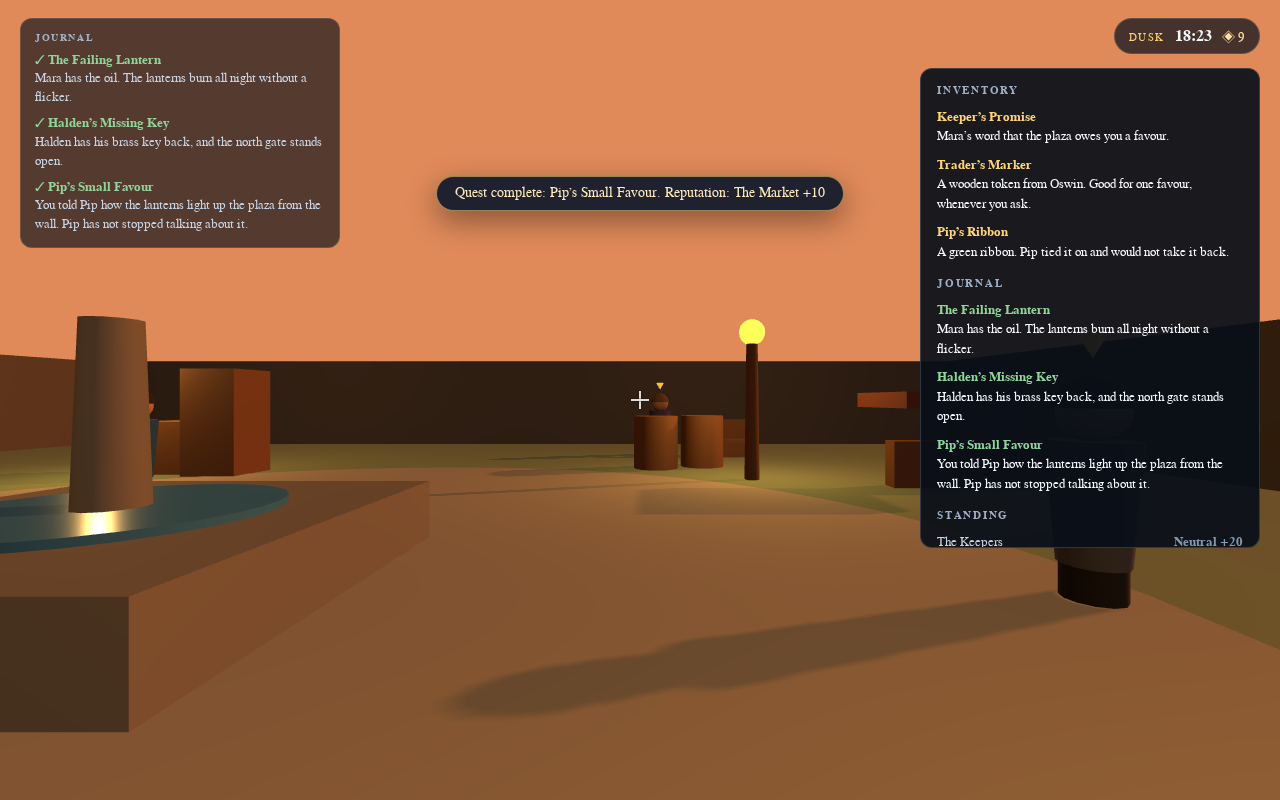 JOURNAL
✓ The Failing Lantern
Mara has the oil. The lanterns burn all night without a
flicker.
✓ Halden’s Missing Key
Halden has his brass key back, and the north gate stands
open.
✓ Pip’s Small Favour
You told Pip how the lanterns light up the plaza from the
wall. Pip has not stopped talking about it.
Quest complete: Pip’s Small Favour. Reputation: The Market +10
DUSK 18:23 ◈ 9
INVENTORY
Keeper’s Promise
Mara’s word that the plaza owes you a favour.
Trader’s Marker
A wooden token from Oswin. Good for one favour,
whenever you ask.
Pip’s Ribbon
A green ribbon. Pip tied it on and would not take it back.
JOURNAL
The Failing Lantern
Mara has the oil. The lanterns burn all night without a
flicker.
Halden’s Missing Key
Halden has his brass key back, and the north gate stands
open.
Pip’s Small Favour
You told Pip how the lanterns light up the plaza from the
wall. Pip has not stopped talking about it.
STANDING
The Keepers Neutral +20